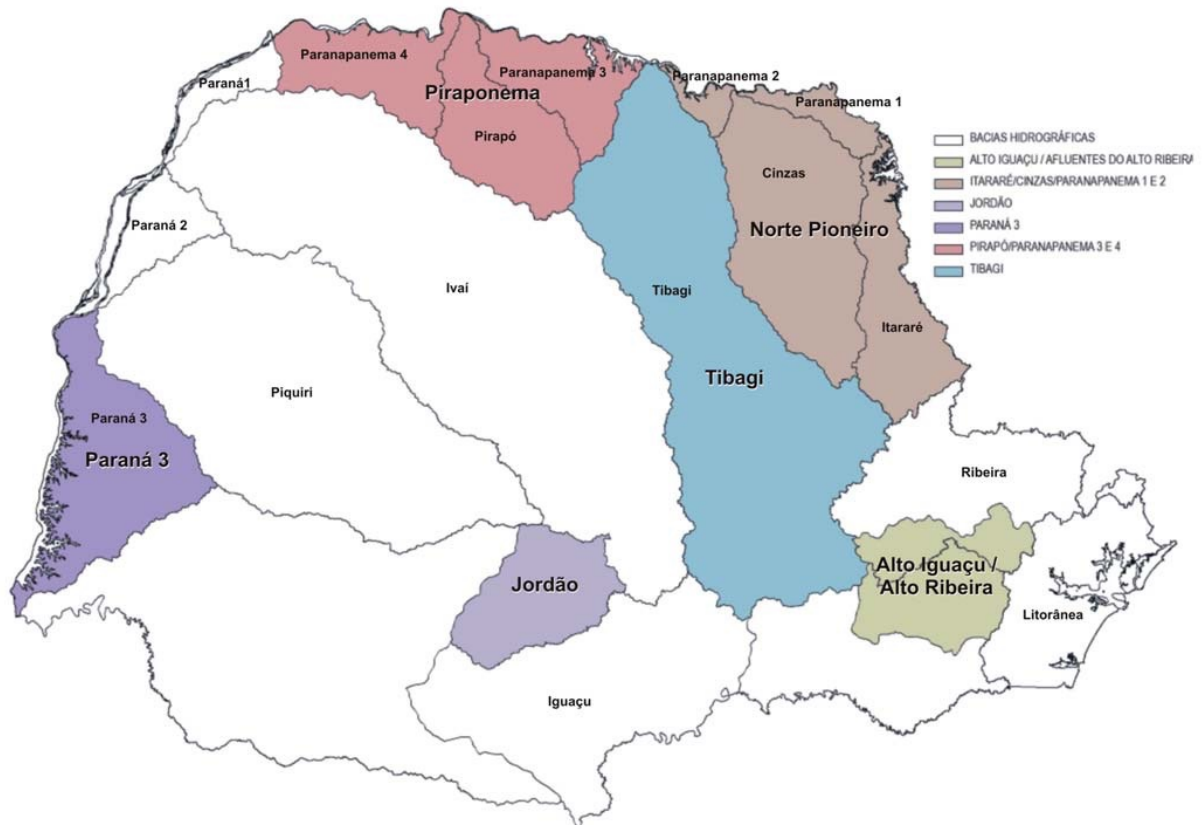 Paranapanema 4
Paraná1
Paranapanema 3
Piraponema
Pirapó
Paranapanema 2
Paranapanema 1
Cinzas
Norte Pioneiro
Itararé
BACIAS HIDROGRÁFICAS
ALTO IGUAÇU / AFLUENTES DO ALTO RIBEIRA
ITARARÉ/CINZAS/PARANAPANEMA 1 E 2
JORDÃO
PARANÁ 3
PIRAPÓ/PARANAPANEMA 3 E 4
TIBAGI
Paraná 2
Ivaí
Tibagi
Tibagi
Piquiri
Paraná 3
Paraná 3
Ribeira
Jordão
Alto Iguaçu /
Alto Ribeira
Litorânea
Iguaçu